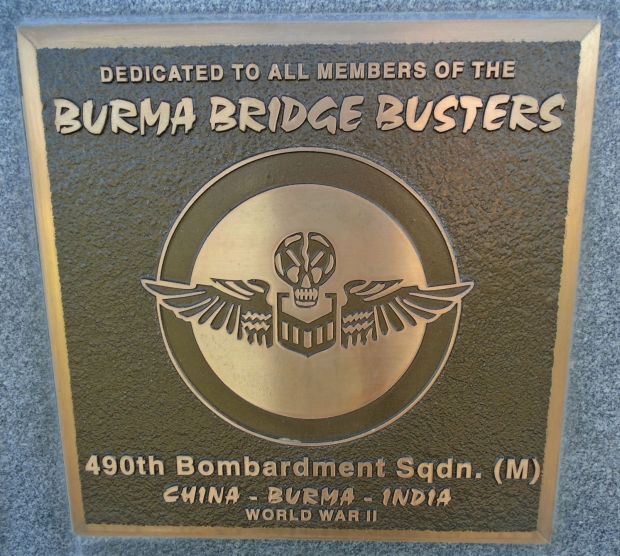 DEDICATED TO ALL MEMBERS OF THE
BURMA BRIDGE BUSTERS
490th Bombardment Sqdn. (M)
CHINA - BURMA - INDIA
WORLD WAR II